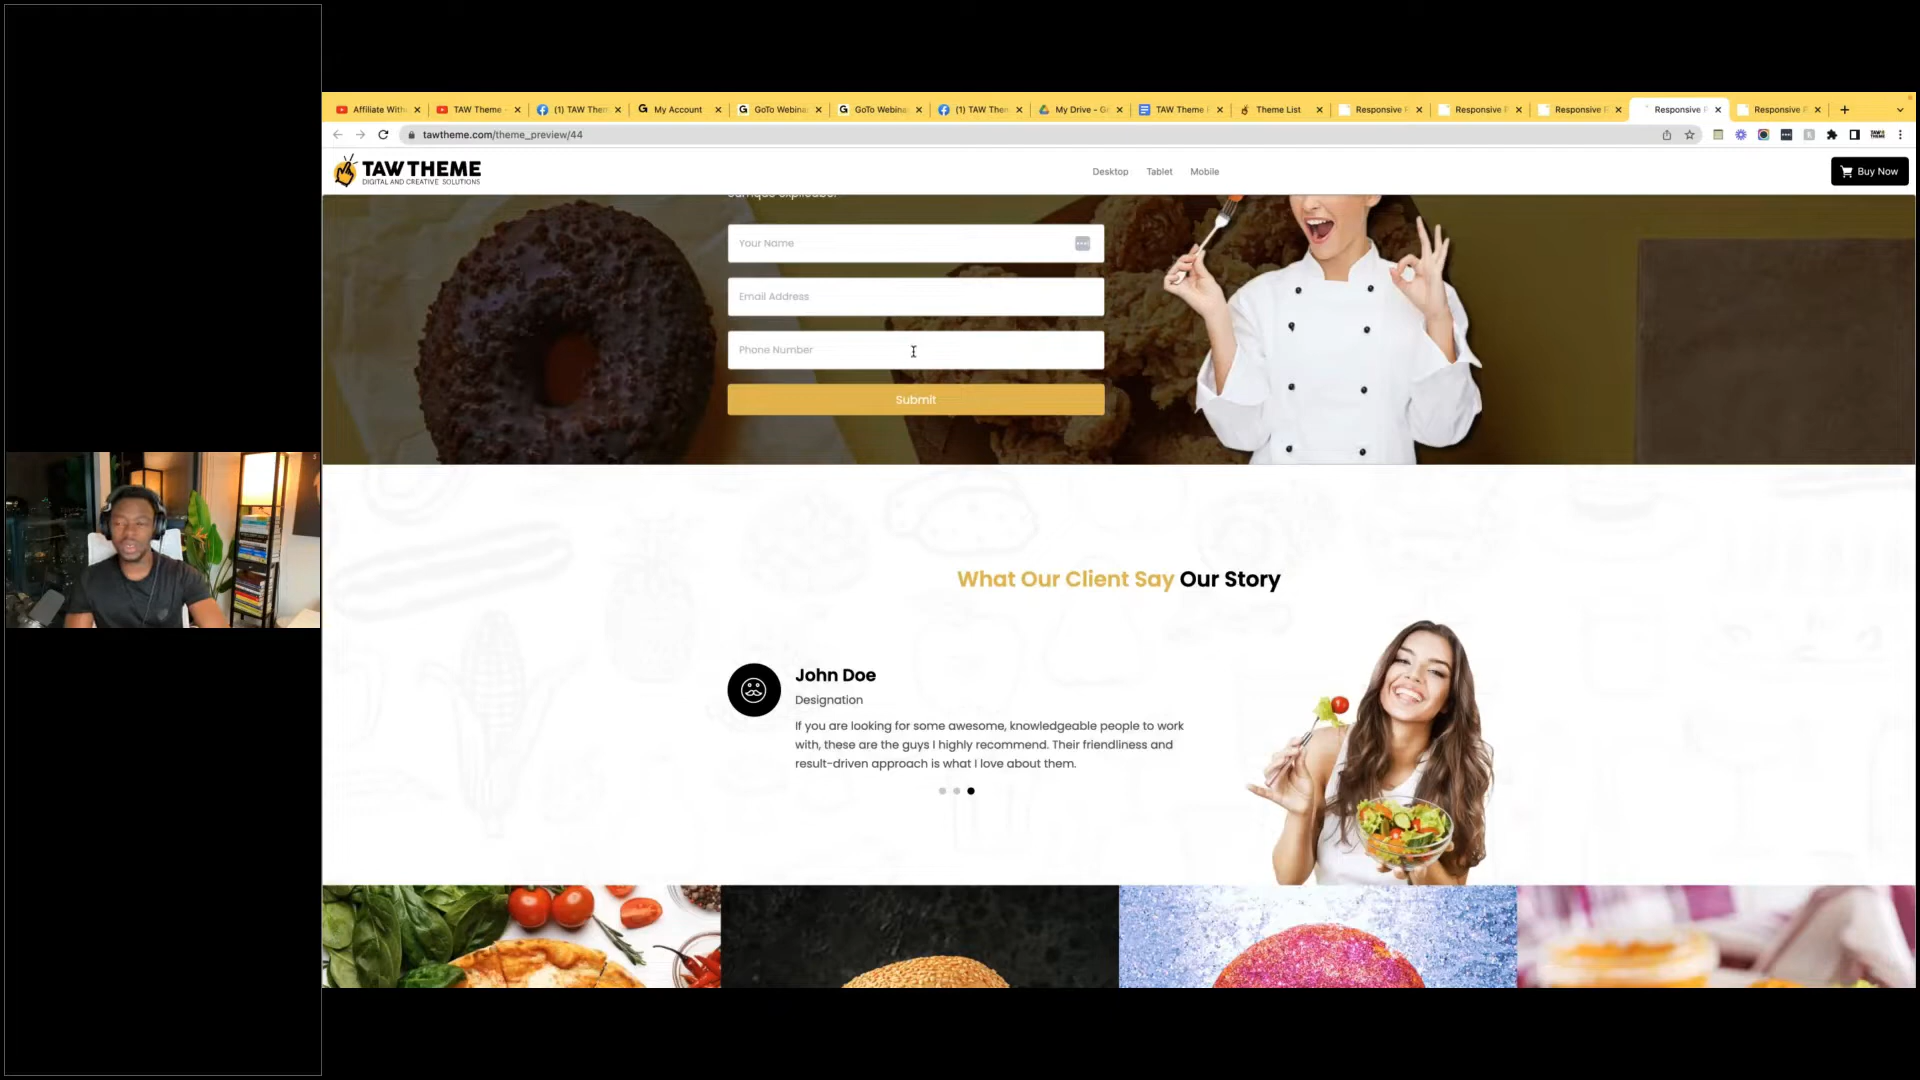 Affiliate With
TAW Theme -
(1) TAW Them
My Account
GoTo Webina
GoTo Webina
(1) TAW Them
My Drive - G
TAW Theme
Theme List
Responsive
Responsive
Responsive
Responsive
Responsive
tawtheme.com/theme_preview/44
TAW THEME
DIGITAL AND CREATIVE SOLUTIONS
Desktop
Tablet
Mobile
Buy Now
Your Name
Email Address
Phone Number
Submit
What Our Client Say Our Story
John Doe
Designation
If you are looking for some awesome, knowledgeable people to work
with, these are the guys I highly recommend. Their friendliness and
result-driven approach is what I love about them.